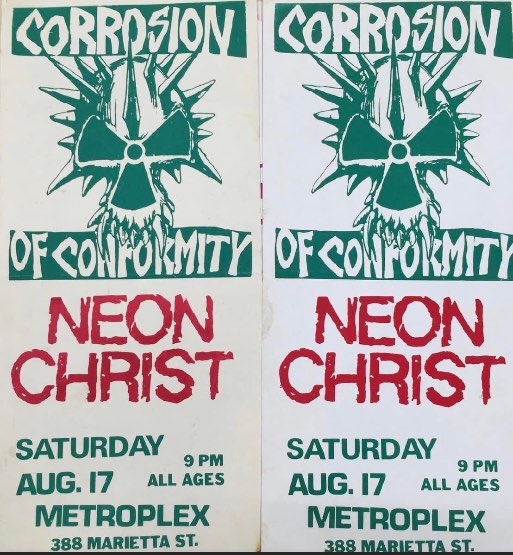 CORROSION
OF CONFORMITY
NEON
CHRIST
SATURDAY
9 PM
AUG. 17
ALL AGES
METROPLEX
388 MARIETTA ST.
CORROSION
OF CONFORMITY
NEON
CHRIST
SATURDAY
9 PM
AUG. 17
ALL AGES
METROPLEX
388 MARIETTA ST.